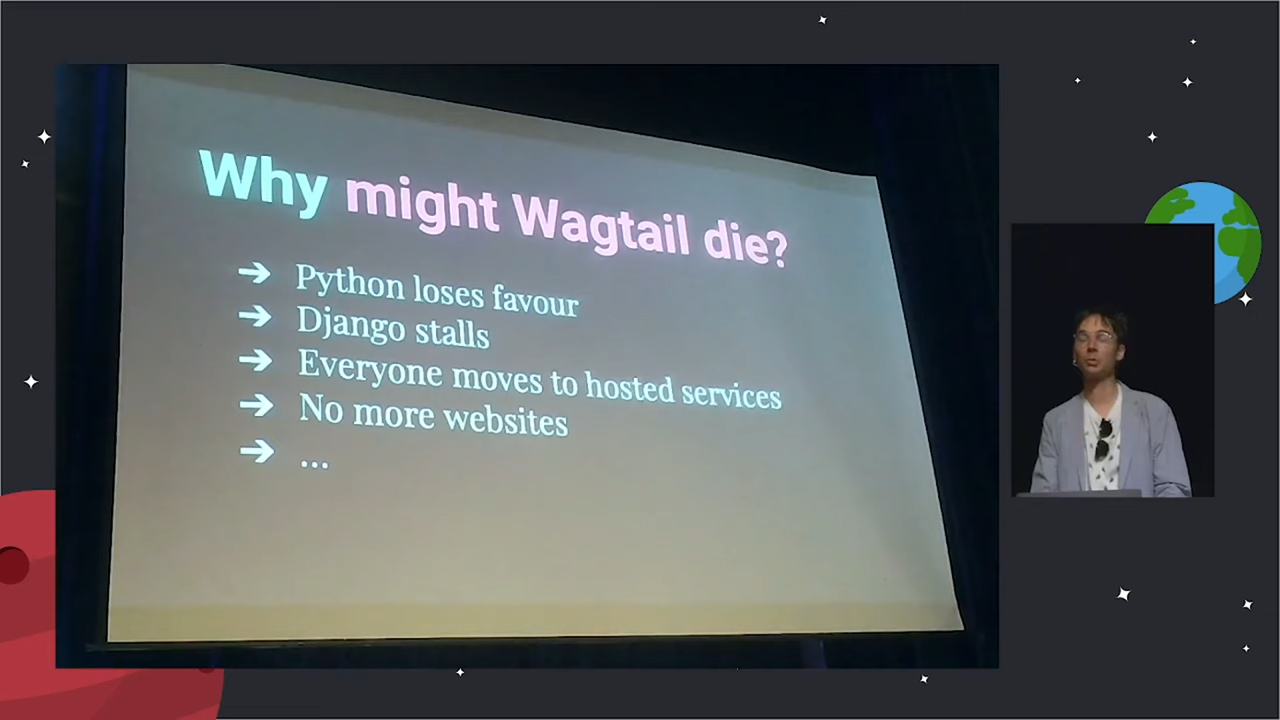 Why might Wagtail die?
➔ Python loses favour
➔ Django stalls
➔ Everyone moves to hosted services
➔ No more websites
➔ ...